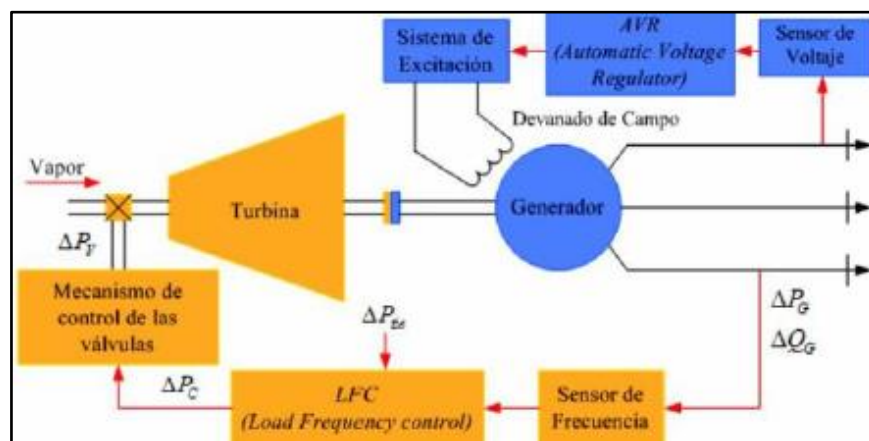 Sistema de
Excitación
AVR
(Automatic Voltage
Regulator)
Sensor de
Voltaje
Devanado de Campo
Vapor
Turbina
Generador
ΔP_V
Mecanismo de
control de las
válvulas
ΔP_tie
ΔP_G
ΔQ_G
ΔP_C
LFC
(Load Frequency control)
Sensor de
Frecuencia